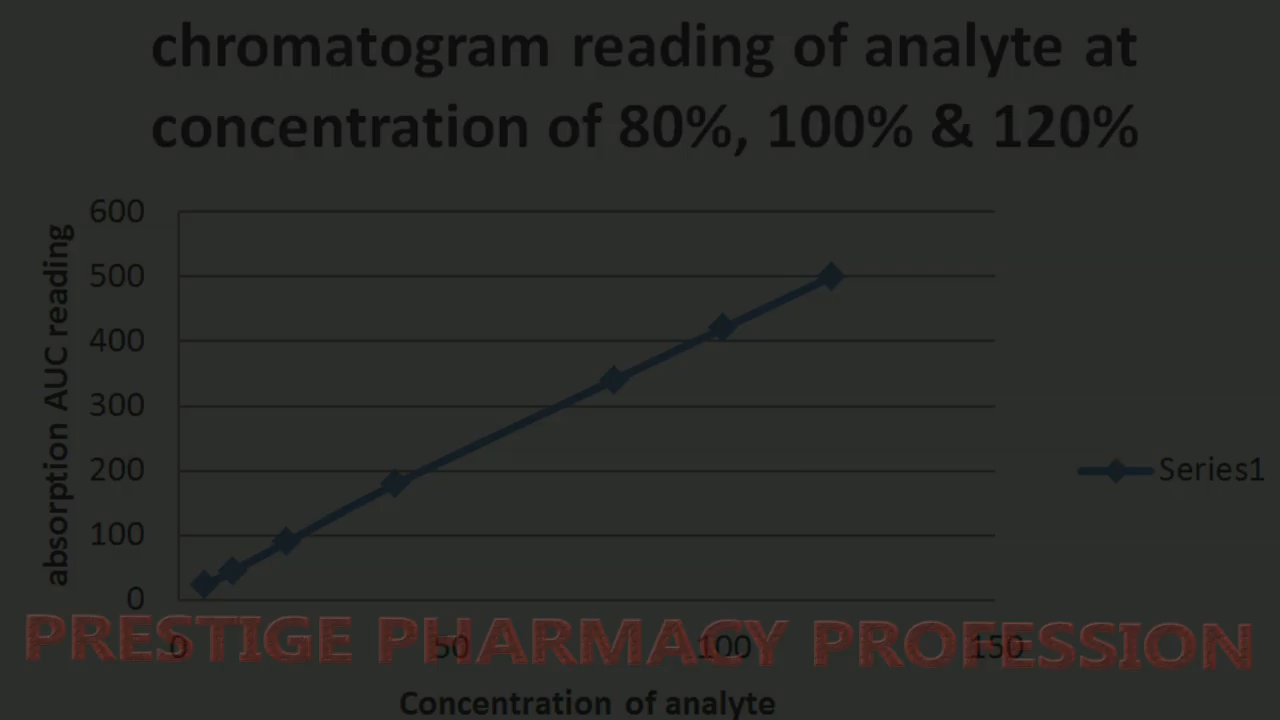 chromatogram reading of analyte at
concentration of 80%, 100% & 120%
600
500
400
300
200
100
0
absorption AUC reading
Series1
0 50 100 150
PRESTIGE PHARMACY PROFESSION
Concentration of analyte